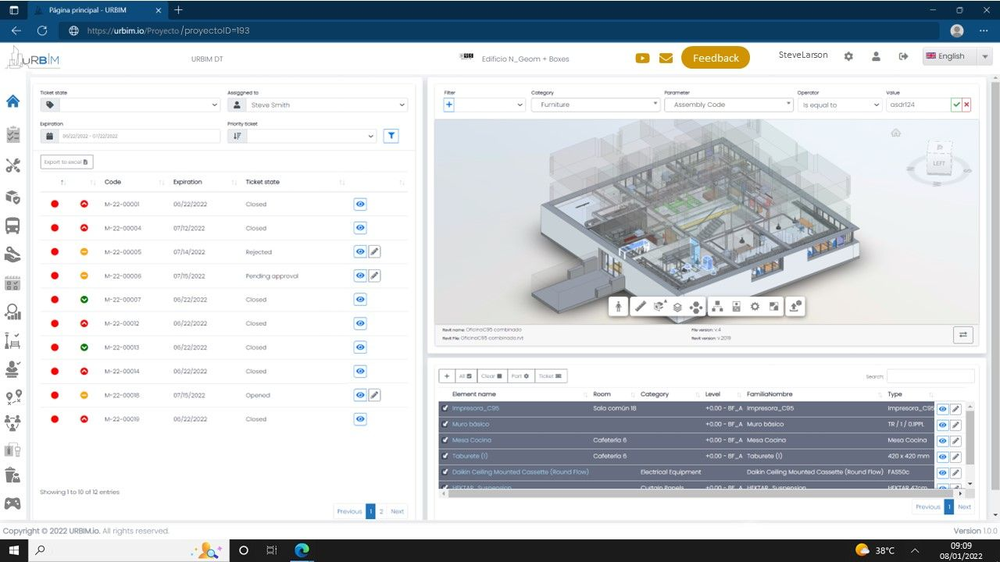 Página principal - URBIM
https://urbim.io/Proyecto /proyectoID=193
URBIM
URBIM DT
Edificio N_Geom + Boxes
Feedback
SteveLarson
English
Ticket state
Assigned to
Steve Smith
Expiration
Priority ticket
06/22/2022 - 07/22/2022
Export to excel
Code Expiration Ticket state
M-22-00001 06/22/2022 Closed
M-22-00004 07/12/2022 Closed
M-22-00005 07/14/2022 Rejected
M-22-00006 07/15/2022 Pending approval
M-22-00007 06/22/2022 Closed
M-22-00012 06/22/2022 Closed
M-22-00013 06/22/2022 Closed
M-22-00014 06/22/2022 Closed
M-22-00018 07/15/2022 Opened
M-22-00019 06/22/2022 Closed
Showing 1 to 10 of 12 entries
Previous 1 2 Next
Filter Category Parameter Operator Value
Furniture Assembly Code Is equal to asdr124
LEFT
Revit name: OficinaC95 combinado File version: v.4
Revit File: OficinaC95 combinado.rvt Revit version: v.2019
+ All Clear Part Ticket
Search:
Element name Room Category Level FamiliaNombre Type
Impresora_C95 Sala común 18 +0.00 - BF_A Impresora_C95 Impresora_C95
Muro básico +0.00 - BF_A Muro básico TR / 1 / 0.1PPL
Mesa Cocina Cafetería 6 +0.00 - BF_A Mesa Cocina Mesa Cocina
Taburete (1) Cafetería 6 +0.00 - BF_A Taburete (1) 420 x 420 mm
Daikin Ceiling Mounted Cassette (Round Flow) Electrical Equipment Daikin Ceiling Mounted Cassette (Round Flow) FAS50c
HEKTAR_Suspension Curtain Panels +0.00 - BF_A HEKTAR_Suspension HEKTAR 47cm
Previous 1 Next
Copyright © 2022 URBIM.io. All rights reserved.
Version 1.0.0
38°C
09:09
08/01/2022